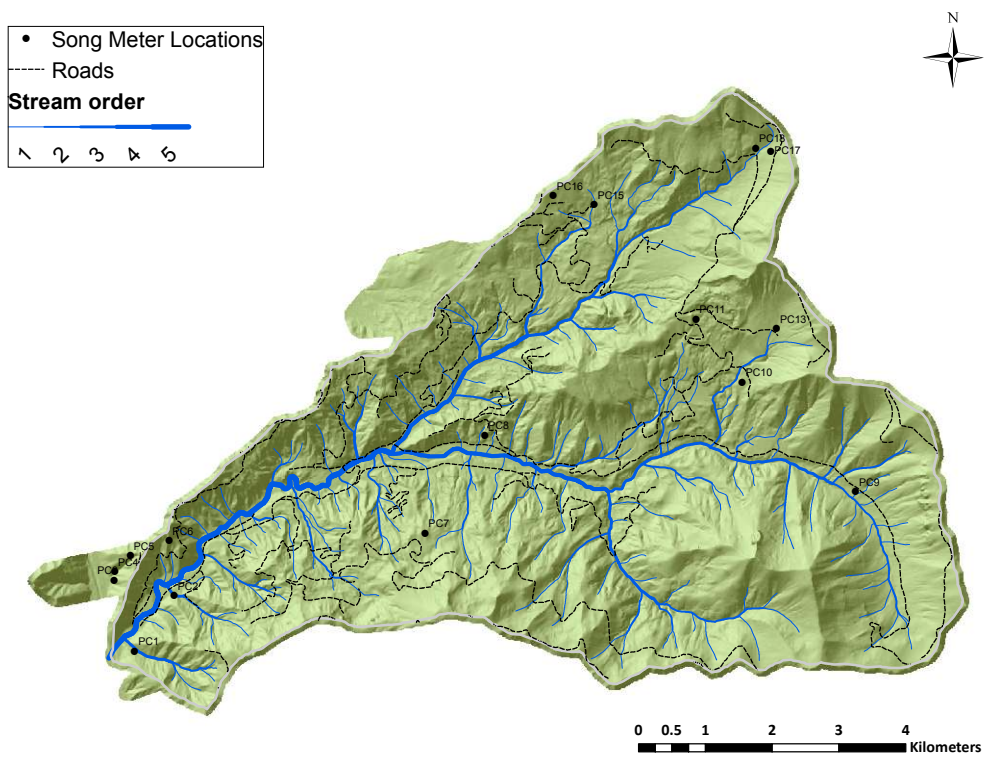 Song Meter Locations
Roads
Stream order
1 2 3 4 5
N
PC18
PC17
PC16
PC15
PC11
PC13
PC10
PC8
PC9
PC7
PC6
PC5
PC4
PC2
PC1
0 0.5 1 2 3 4
Kilometers